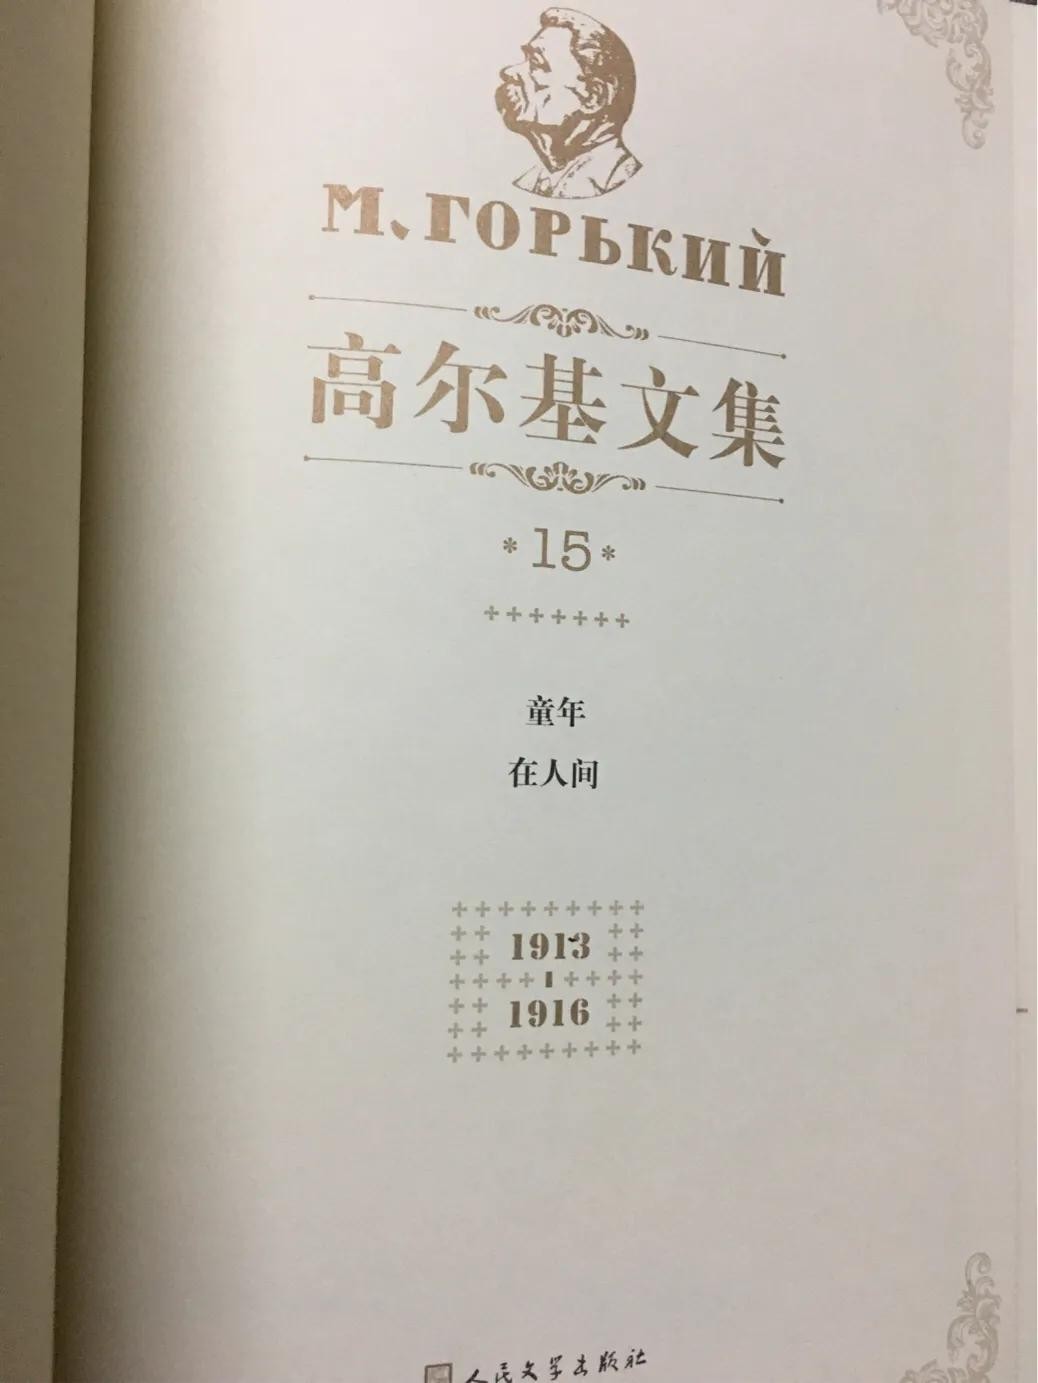 М. ГОРЬКИЙ
高尔基文集
*15*
童年
在人间
1913
-
1916
人民文学出版社